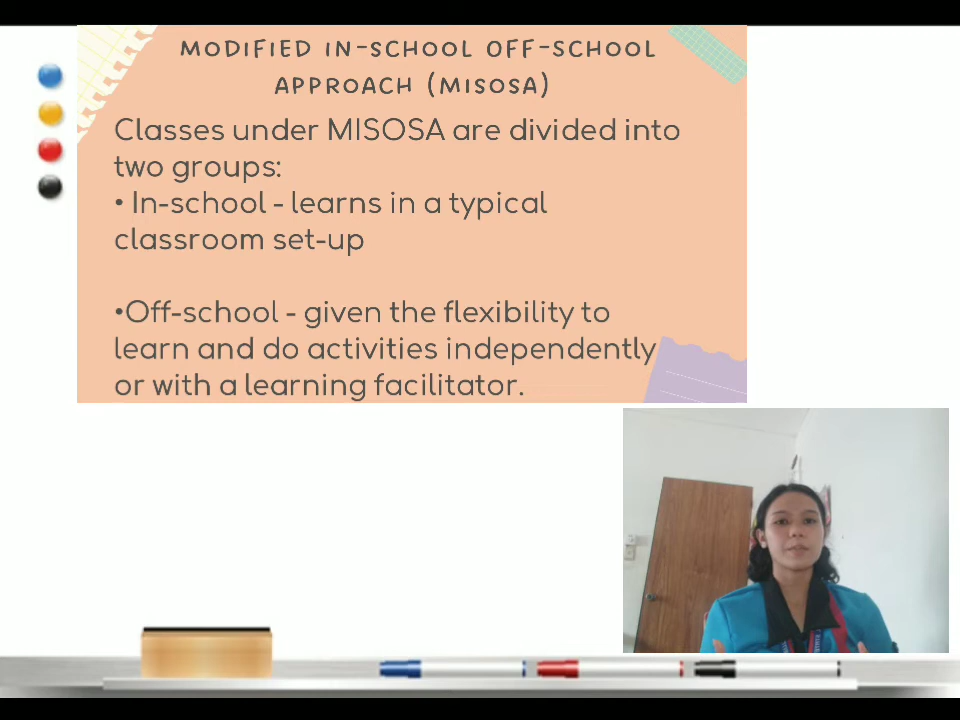 MODIFIED IN-SCHOOL OFF-SCHOOL
APPROACH (MISOSA)
Classes under MISOSA are divided into
two groups:
• In-school - learns in a typical
classroom set-up
•Off-school - given the flexibility to
learn and do activities independently
or with a learning facilitator.